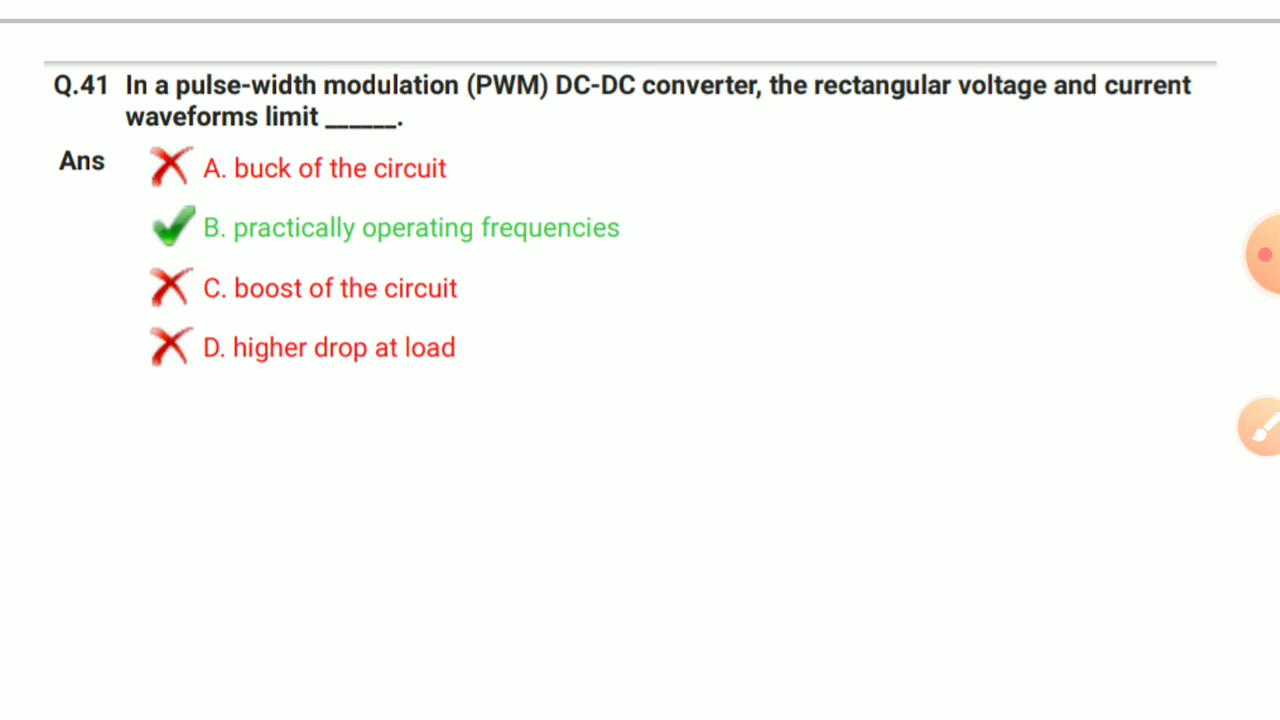 Q.41 In a pulse-width modulation (PWM) DC-DC converter, the rectangular voltage and current
waveforms limit ______.
Ans A. buck of the circuit
B. practically operating frequencies
C. boost of the circuit
D. higher drop at load